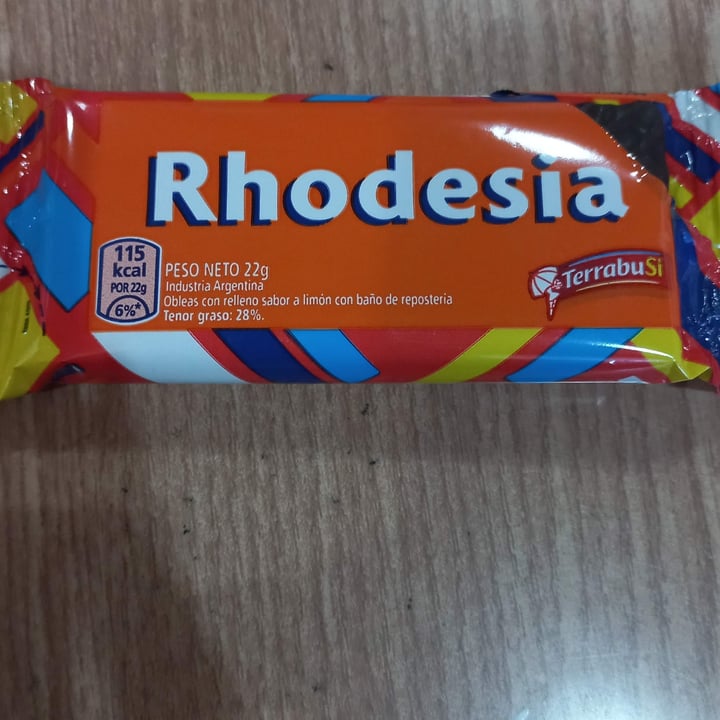 Rhodesia
115
kcal
POR 22g
6%*
PESO NETO 22g
Industria Argentina
Obleas con relleno sabor a limón con baño de repostería
Tenor graso: 28%.
TerrabuSi